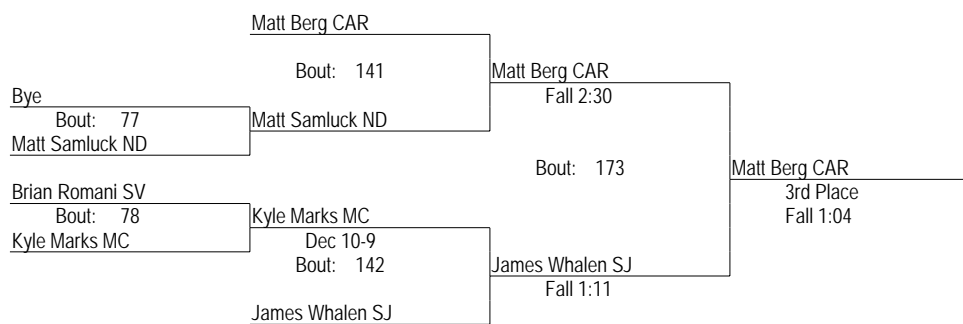 Matt Berg CAR
Bout: 141
Matt Berg CAR
Fall 2:30
Bye
Bout: 77
Matt Samluck ND
Matt Samluck ND
Bout: 173
Matt Berg CAR
3rd Place
Fall 1:04
Brian Romani SV
Bout: 78
Kyle Marks MC
Kyle Marks MC
Dec 10-9
Bout: 142
James Whalen SJ
Fall 1:11
James Whalen SJ